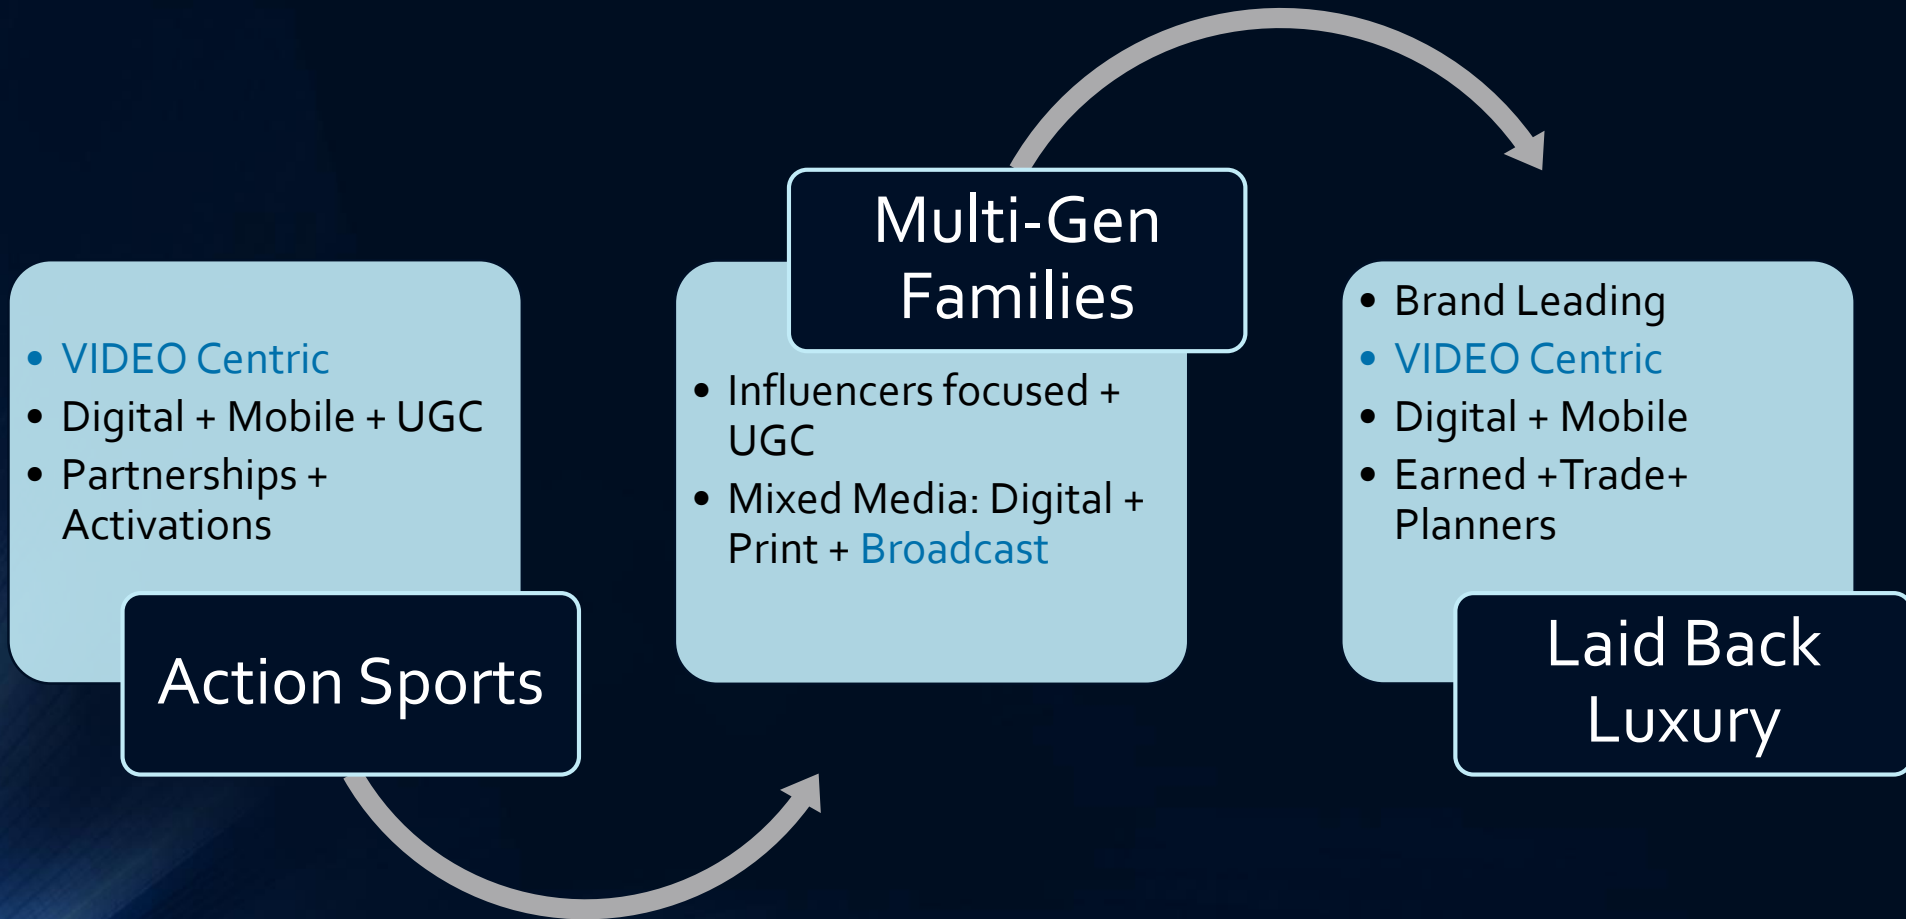 • VIDEO Centric
• Digital + Mobile + UGC
• Partnerships +
Activations
Action Sports
Multi-Gen
Families
• Influencers focused +
UGC
• Mixed Media: Digital +
Print + Broadcast
• Brand Leading
• VIDEO Centric
• Digital + Mobile
• Earned +Trade+
Planners
Laid Back
Luxury